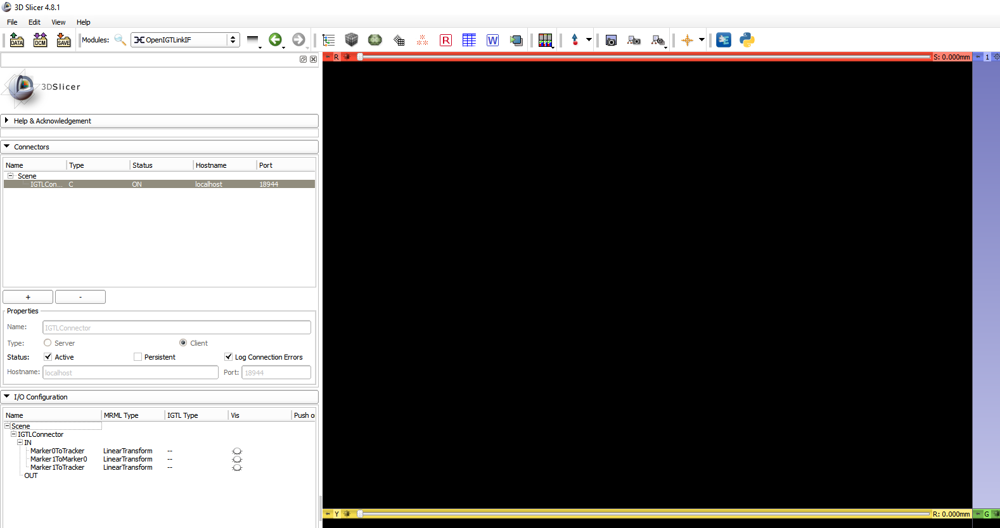 3D Slicer 4.8.1
File Edit View Help
DATA DCM SAVE Modules: OpenIGTLinkIF R W
R S: 0.000mm 1
3DSlicer
Help & Acknowledgement
Connectors
Name Type Status Hostname Port
Scene
IGTLCon... C ON localhost 18944
+ -
Properties
Name: IGTLConnector
Type: Server Client
Status: Active Persistent Log Connection Errors
Hostname: localhost Port: 18944
I/O Configuration
Name MRML Type IGTL Type Vis Push o
Scene
IGTLConnector
IN
Marker0ToTracker LinearTransform --
Marker1ToMarker0 LinearTransform --
Marker1ToTracker LinearTransform --
OUT
Y R: 0.000mm G